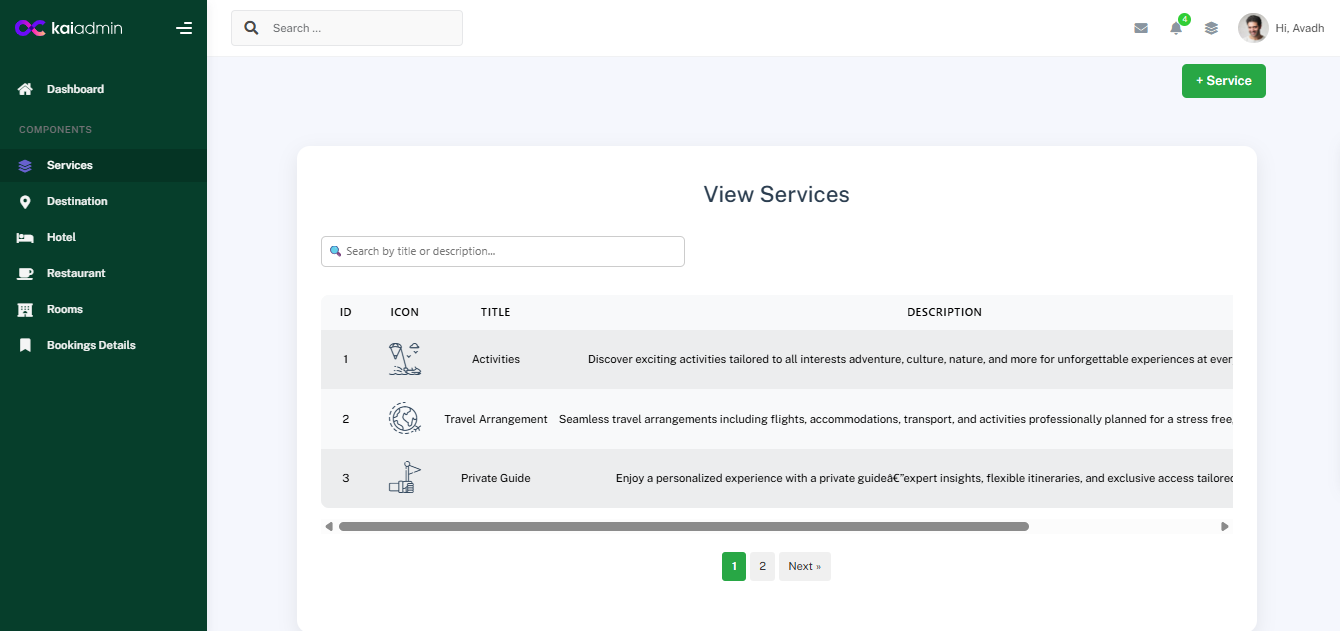 kaiadmin
Search ...
4
Hi, Avadh
+ Service
Dashboard
COMPONENTS
Services
Destination
Hotel
Restaurant
Rooms
Bookings Details
View Services
Search by title or description...
ID ICON TITLE DESCRIPTION
1 Activities Discover exciting activities tailored to all interests adventure, culture, nature, and more for unforgettable experiences at ever
2 Travel Arrangement Seamless travel arrangements including flights, accommodations, transport, and activities professionally planned for a stress free,
3 Private Guide Enjoy a personalized experience with a private guideâ€”expert insights, flexible itineraries, and exclusive access tailored
1 2 Next »